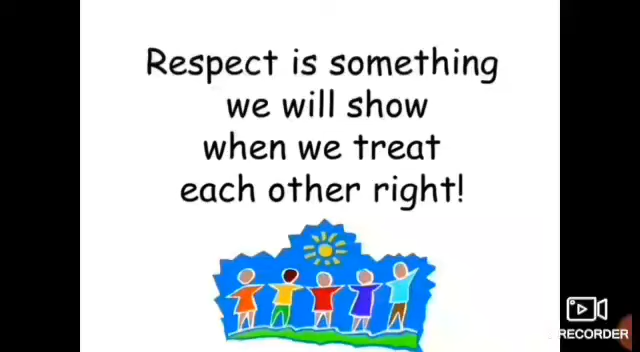 Respect is something
we will show
when we treat
each other right!
RECORDER